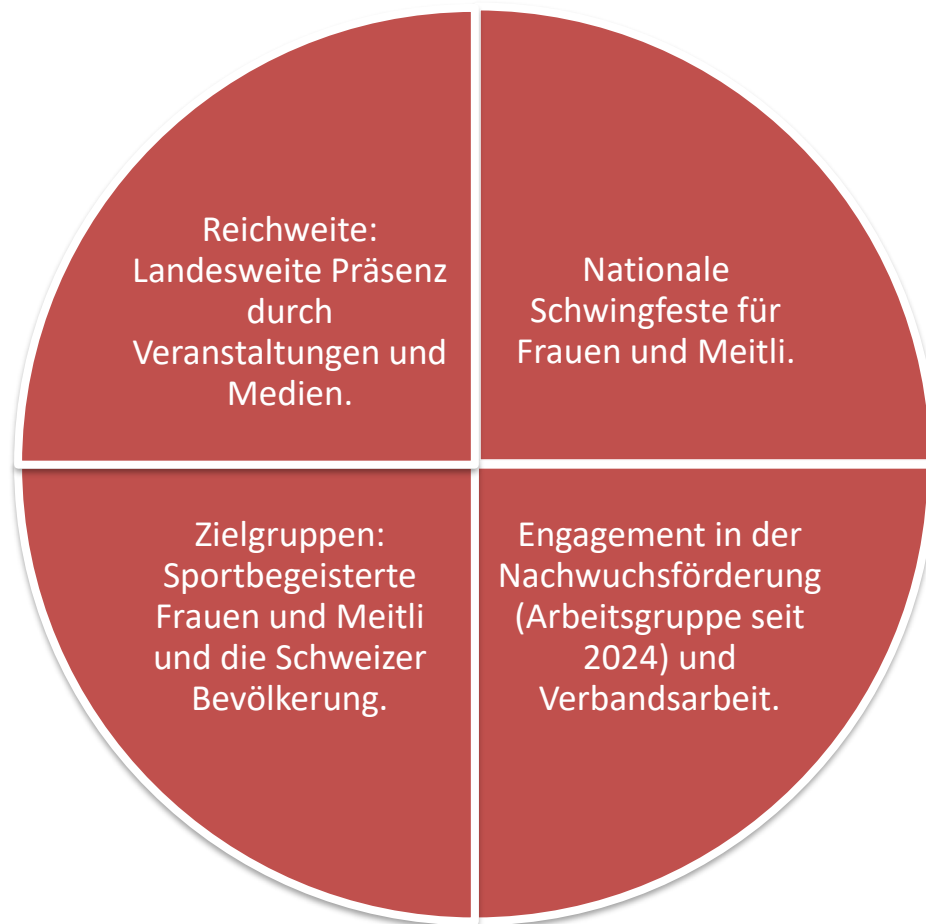 Reichweite:
Landesweite Präsenz
durch
Veranstaltungen und
Medien.
Nationale
Schwingfeste für
Frauen und Meitli.
Zielgruppen:
Sportbegeisterte
Frauen und Meitli
und die Schweizer
Bevölkerung.
Engagement in der
Nachwuchsförderung
(Arbeitsgruppe seit
2024) und
Verbandsarbeit.